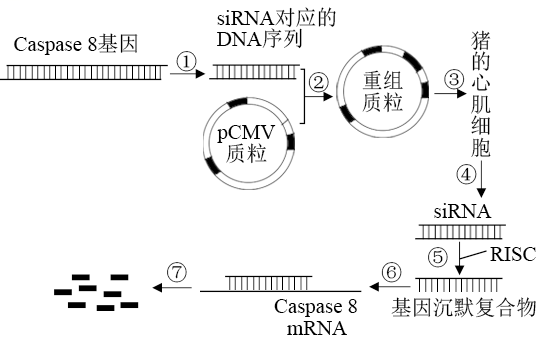 siRNA对应的
DNA序列
Caspase 8基因
①
②
pCMV
质粒
重组
质粒
③
猪的心肌细胞
④
siRNA
⑤
RISC
基因沉默复合物
⑥
Caspase 8
mRNA
⑦